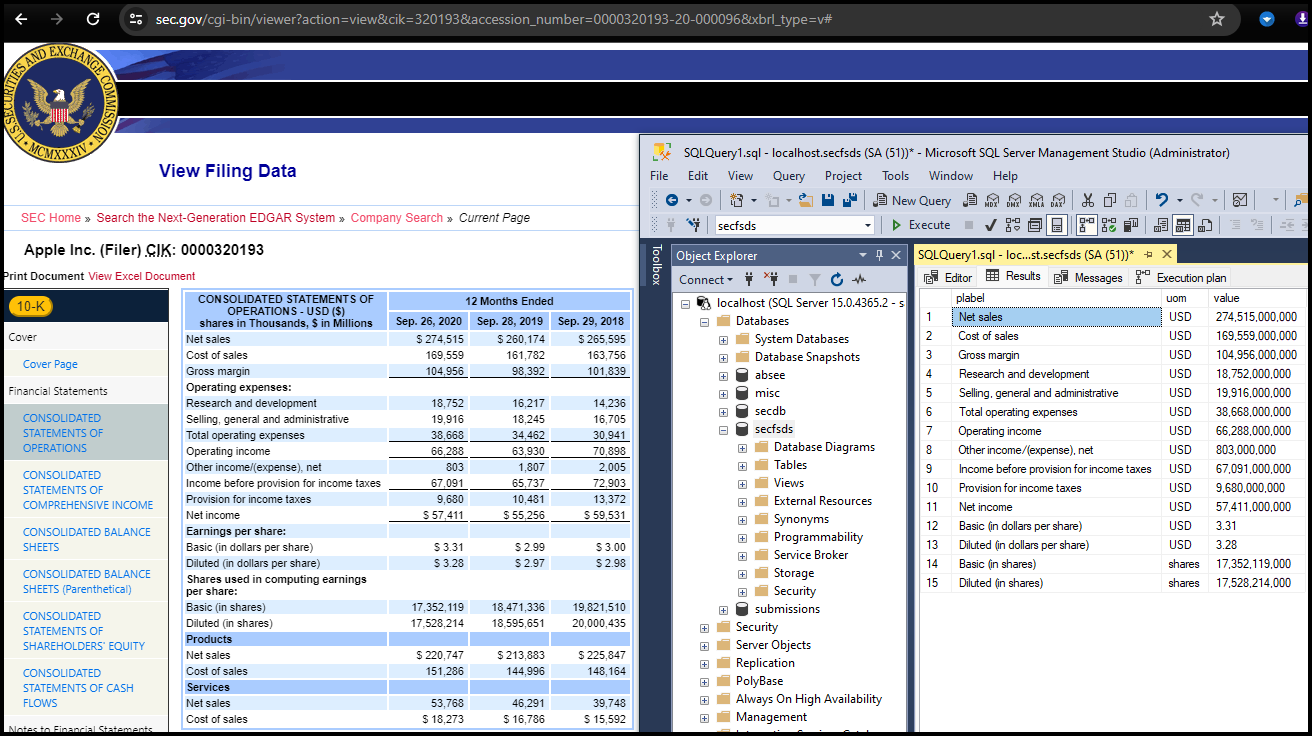 sec.gov/cgi-bin/viewer?action=view&cik=320193&accession_number=0000320193-20-000096&xbrl_type=v#
U.S. SECURITIES AND EXCHANGE COMMISSION
MCMXXXIV
View Filing Data
SEC Home » Search the Next-Generation EDGAR System » Company Search » Current Page
Apple Inc. (Filer) CIK: 0000320193
Print Document View Excel Document
10-K
Cover
Cover Page
Financial Statements
CONSOLIDATED
STATEMENTS OF
OPERATIONS
CONSOLIDATED
STATEMENTS OF
COMPREHENSIVE INCOME
CONSOLIDATED BALANCE
SHEETS
CONSOLIDATED BALANCE
SHEETS (Parenthetical)
CONSOLIDATED
STATEMENTS OF
SHAREHOLDERS' EQUITY
CONSOLIDATED
STATEMENTS OF CASH
FLOWS
Notes to Financial Statements
CONSOLIDATED STATEMENTS OF
OPERATIONS - USD ($)
shares in Thousands, $ in Millions
12 Months Ended
Sep. 26, 2020 Sep. 28, 2019 Sep. 29, 2018
Net sales $ 274,515 $ 260,174 $ 265,595
Cost of sales 169,559 161,782 163,756
Gross margin 104,956 98,392 101,839
Operating expenses:
Research and development 18,752 16,217 14,236
Selling, general and administrative 19,916 18,245 16,705
Total operating expenses 38,668 34,462 30,941
Operating income 66,288 63,930 70,898
Other income/(expense), net 803 1,807 2,005
Income before provision for income taxes 67,091 65,737 72,903
Provision for income taxes 9,680 10,481 13,372
Net income $ 57,411 $ 55,256 $ 59,531
Earnings per share:
Basic (in dollars per share) $ 3.31 $ 2.99 $ 3.00
Diluted (in dollars per share) $ 3.28 $ 2.97 $ 2.98
Shares used in computing earnings
per share:
Basic (in shares) 17,352,119 18,471,336 19,821,510
Diluted (in shares) 17,528,214 18,595,651 20,000,435
Products
Net sales $ 220,747 $ 213,883 $ 225,847
Cost of sales 151,286 144,996 148,164
Services
Net sales 53,768 46,291 39,748
Cost of sales $ 18,273 $ 16,786 $ 15,592
SQLQuery1.sql - localhost.secfsds (SA (51))* - Microsoft SQL Server Management Studio (Administrator)
File Edit View Query Project Tools Window Help
New Query MDX DMX XMLA DAX
secfsds Execute
Toolbox
Object Explorer
Connect
localhost (SQL Server 15.0.4365.2 - s
Databases
System Databases
Database Snapshots
absee
misc
secdb
secfsds
Database Diagrams
Tables
Views
External Resources
Synonyms
Programmability
Service Broker
Storage
Security
submissions
Security
Server Objects
Replication
PolyBase
Always On High Availability
Management
SQLQuery1.sql - loc...st.secfsds (SA (51))*
Editor Results Messages Execution plan
plabel uom value
1 Net sales USD 274,515,000,000
2 Cost of sales USD 169,559,000,000
3 Gross margin USD 104,956,000,000
4 Research and development USD 18,752,000,000
5 Selling, general and administrative USD 19,916,000,000
6 Total operating expenses USD 38,668,000,000
7 Operating income USD 66,288,000,000
8 Other income/(expense), net USD 803,000,000
9 Income before provision for income taxes USD 67,091,000,000
10 Provision for income taxes USD 9,680,000,000
11 Net income USD 57,411,000,000
12 Basic (in dollars per share) USD 3.31
13 Diluted (in dollars per share) USD 3.28
14 Basic (in shares) shares 17,352,119,000
15 Diluted (in shares) shares 17,528,214,000